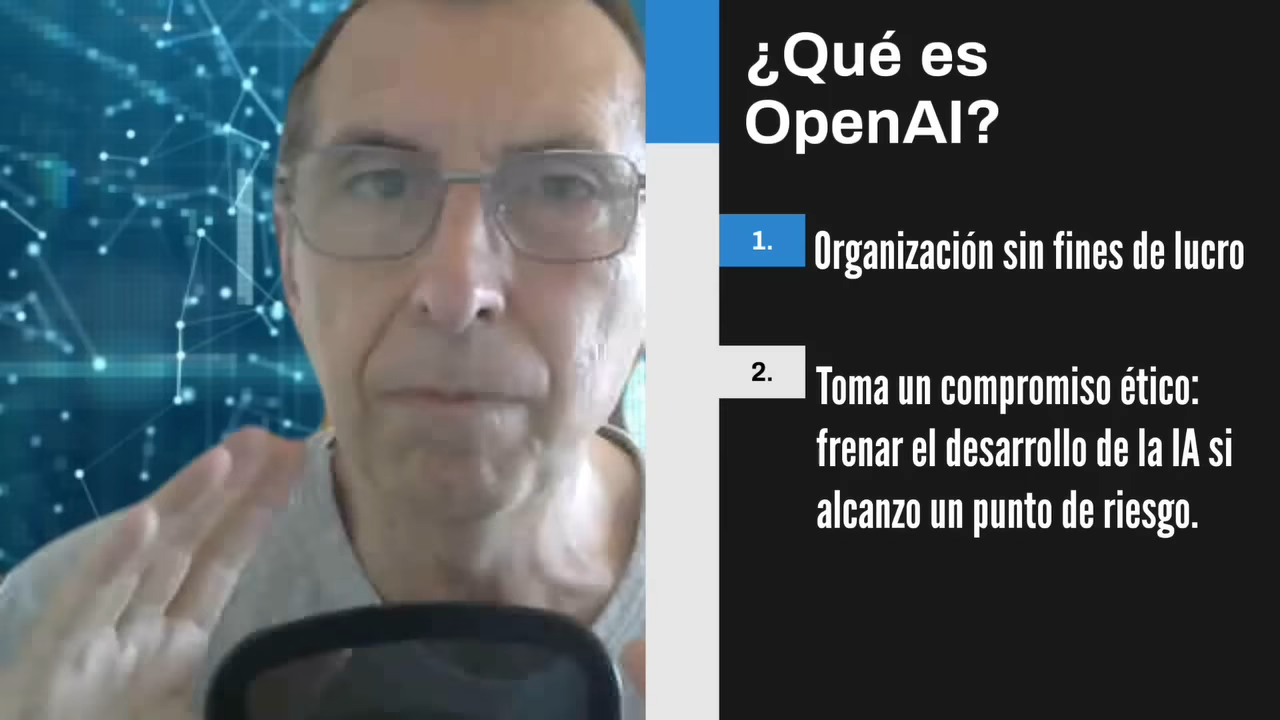 ¿Qué es
OpenAI?
1.
Organización sin fines de lucro
2.
Toma un compromiso ético:
frenar el desarrollo de la IA si
alcanzo un punto de riesgo.